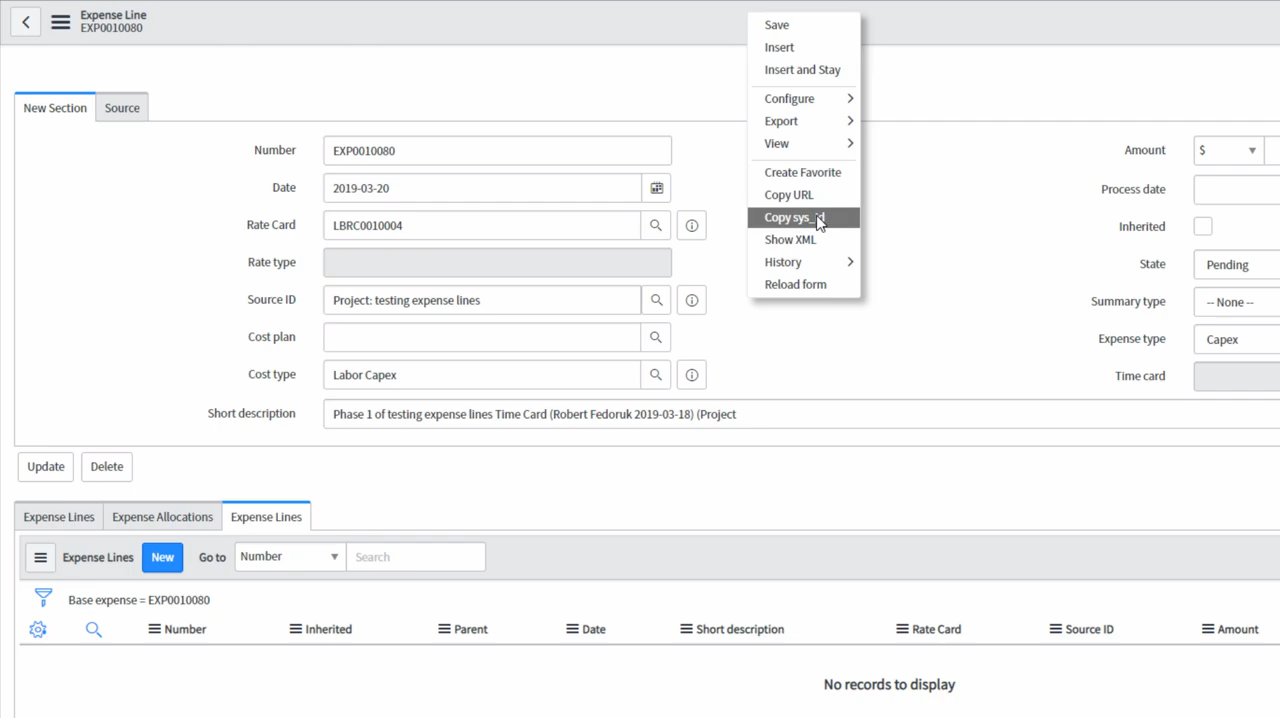 Expense Line
EXP0010080
Save
Insert
Insert and Stay
Configure
Export
View
Create Favorite
Copy URL
Copy sys_id
Show XML
History
Reload form
New Section
Source
Number
EXP0010080
Date
2019-03-20
Rate Card
LBRC0010004
Rate type
Source ID
Project: testing expense lines
Cost plan
Cost type
Labor Capex
Short description
Phase 1 of testing expense lines Time Card (Robert Fedoruk 2019-03-18) (Project
Amount
$
Process date
Inherited
State
Pending
Summary type
-- None --
Expense type
Capex
Time card
Update
Delete
Expense Lines
Expense Allocations
Expense Lines
Expense Lines
New
Go to
Number
Search
Base expense = EXP0010080
Number
Inherited
Parent
Date
Short description
Rate Card
Source ID
Amount
No records to display